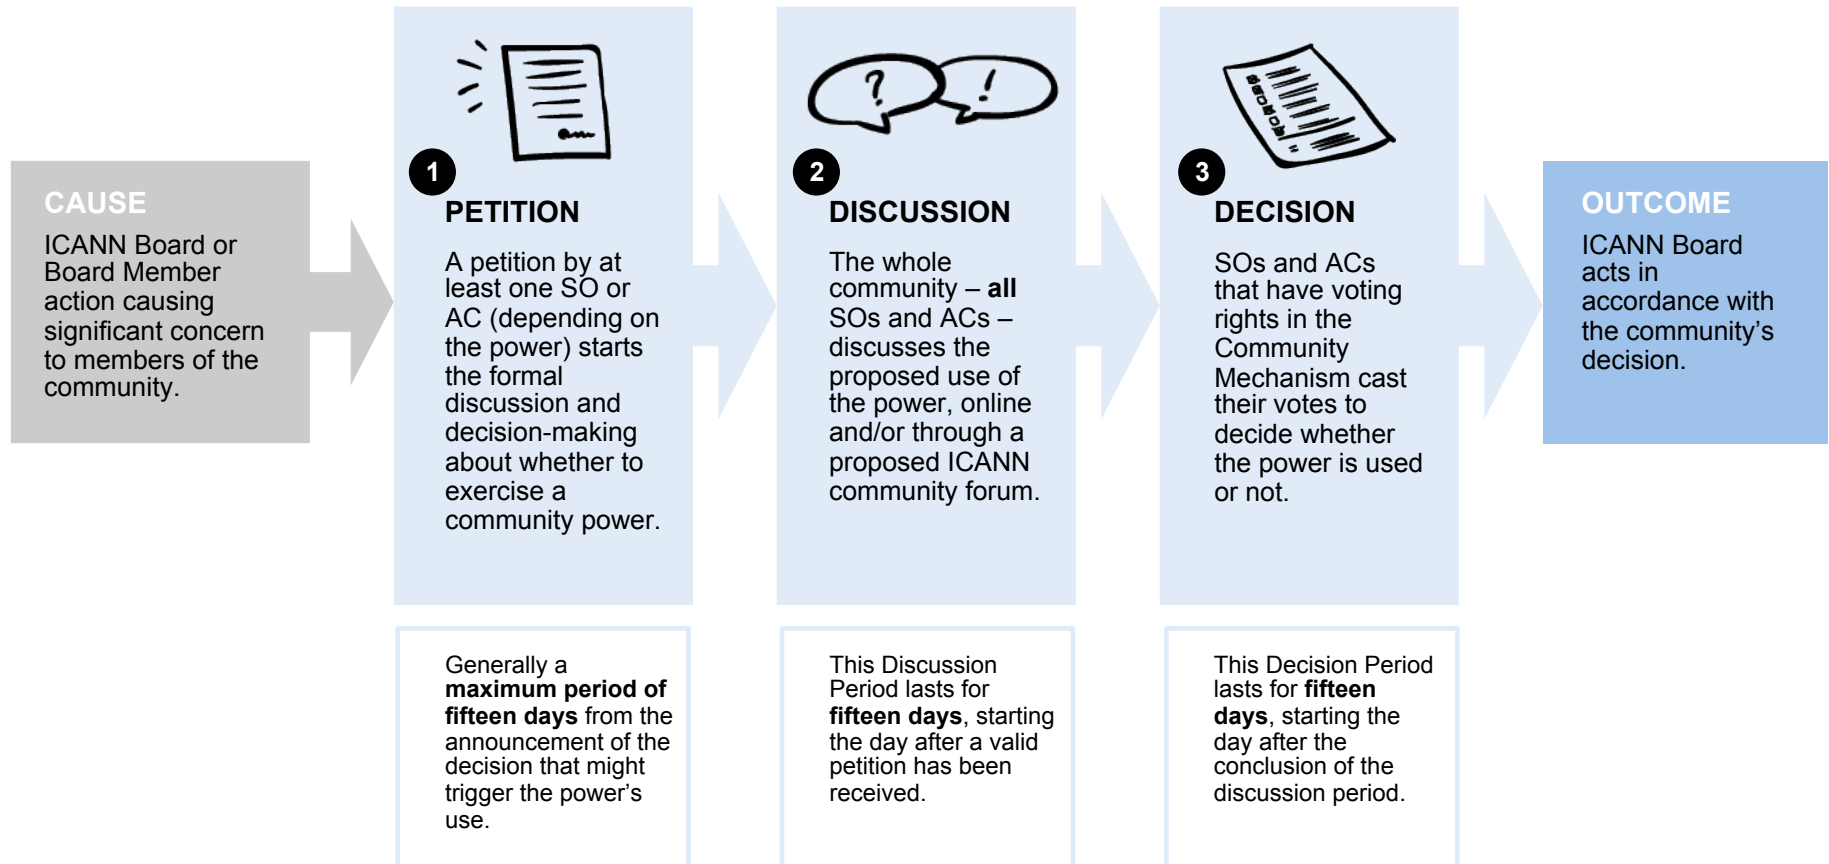 CAUSE
ICANN Board or
Board Member
action causing
significant concern
to members of the
community.
1
PETITION
A petition by at
least one SO or
AC (depending on
the power) starts
the formal
discussion and
decision-making
about whether to
exercise a
community power.
Generally a
maximum period of
fifteen days from the
announcement of the
decision that might
trigger the power’s
use.
?
!
2
DISCUSSION
The whole
community – all
SOs and ACs –
discusses the
proposed use of
the power, online
and/or through a
proposed ICANN
community forum.
This Discussion
Period lasts for
fifteen days, starting
the day after a valid
petition has been
received.
3
DECISION
SOs and ACs
that have voting
rights in the
Community
Mechanism cast
their votes to
decide whether
the power is used
or not.
This Decision Period
lasts for fifteen
days, starting the
day after the
conclusion of the
discussion period.
OUTCOME
ICANN Board
acts in
accordance with
the community’s
decision.